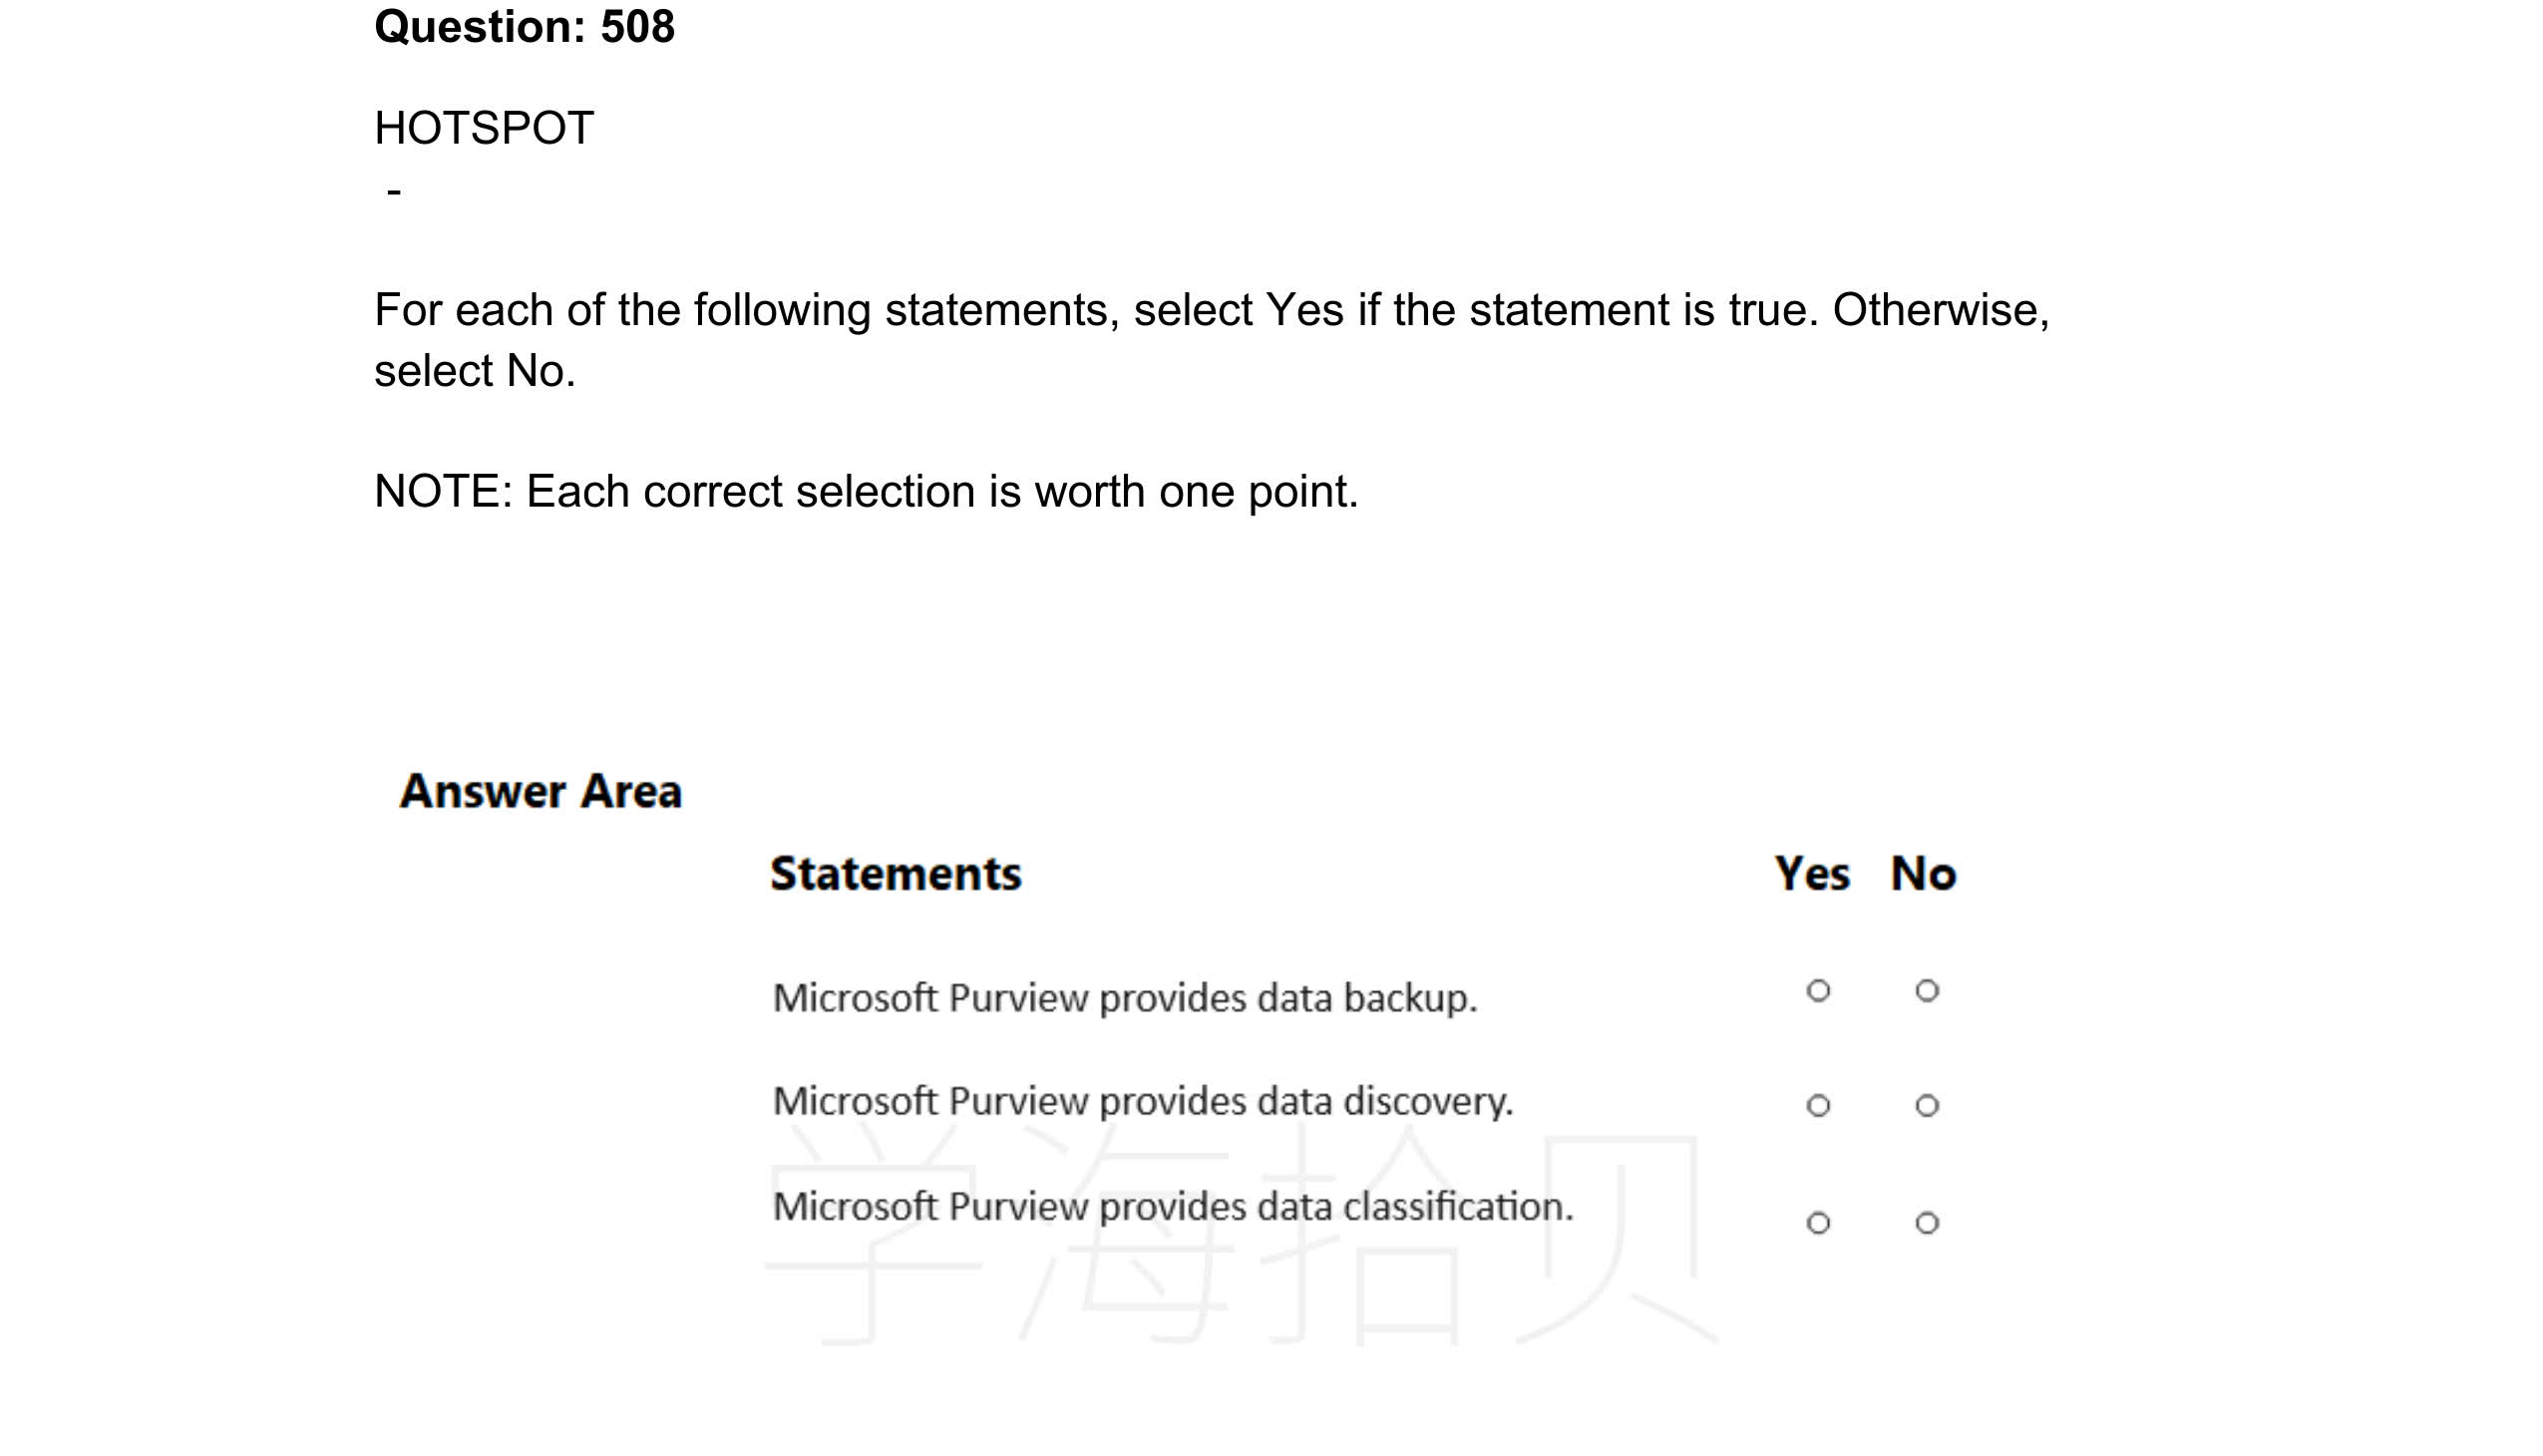 Question: 508
HOTSPOT
-
For each of the following statements, select Yes if the statement is true. Otherwise,
select No.
NOTE: Each correct selection is worth one point.
Answer Area
Statements Yes No
Microsoft Purview provides data backup.
Microsoft Purview provides data discovery.
Microsoft Purview provides data classification.
学海拾贝